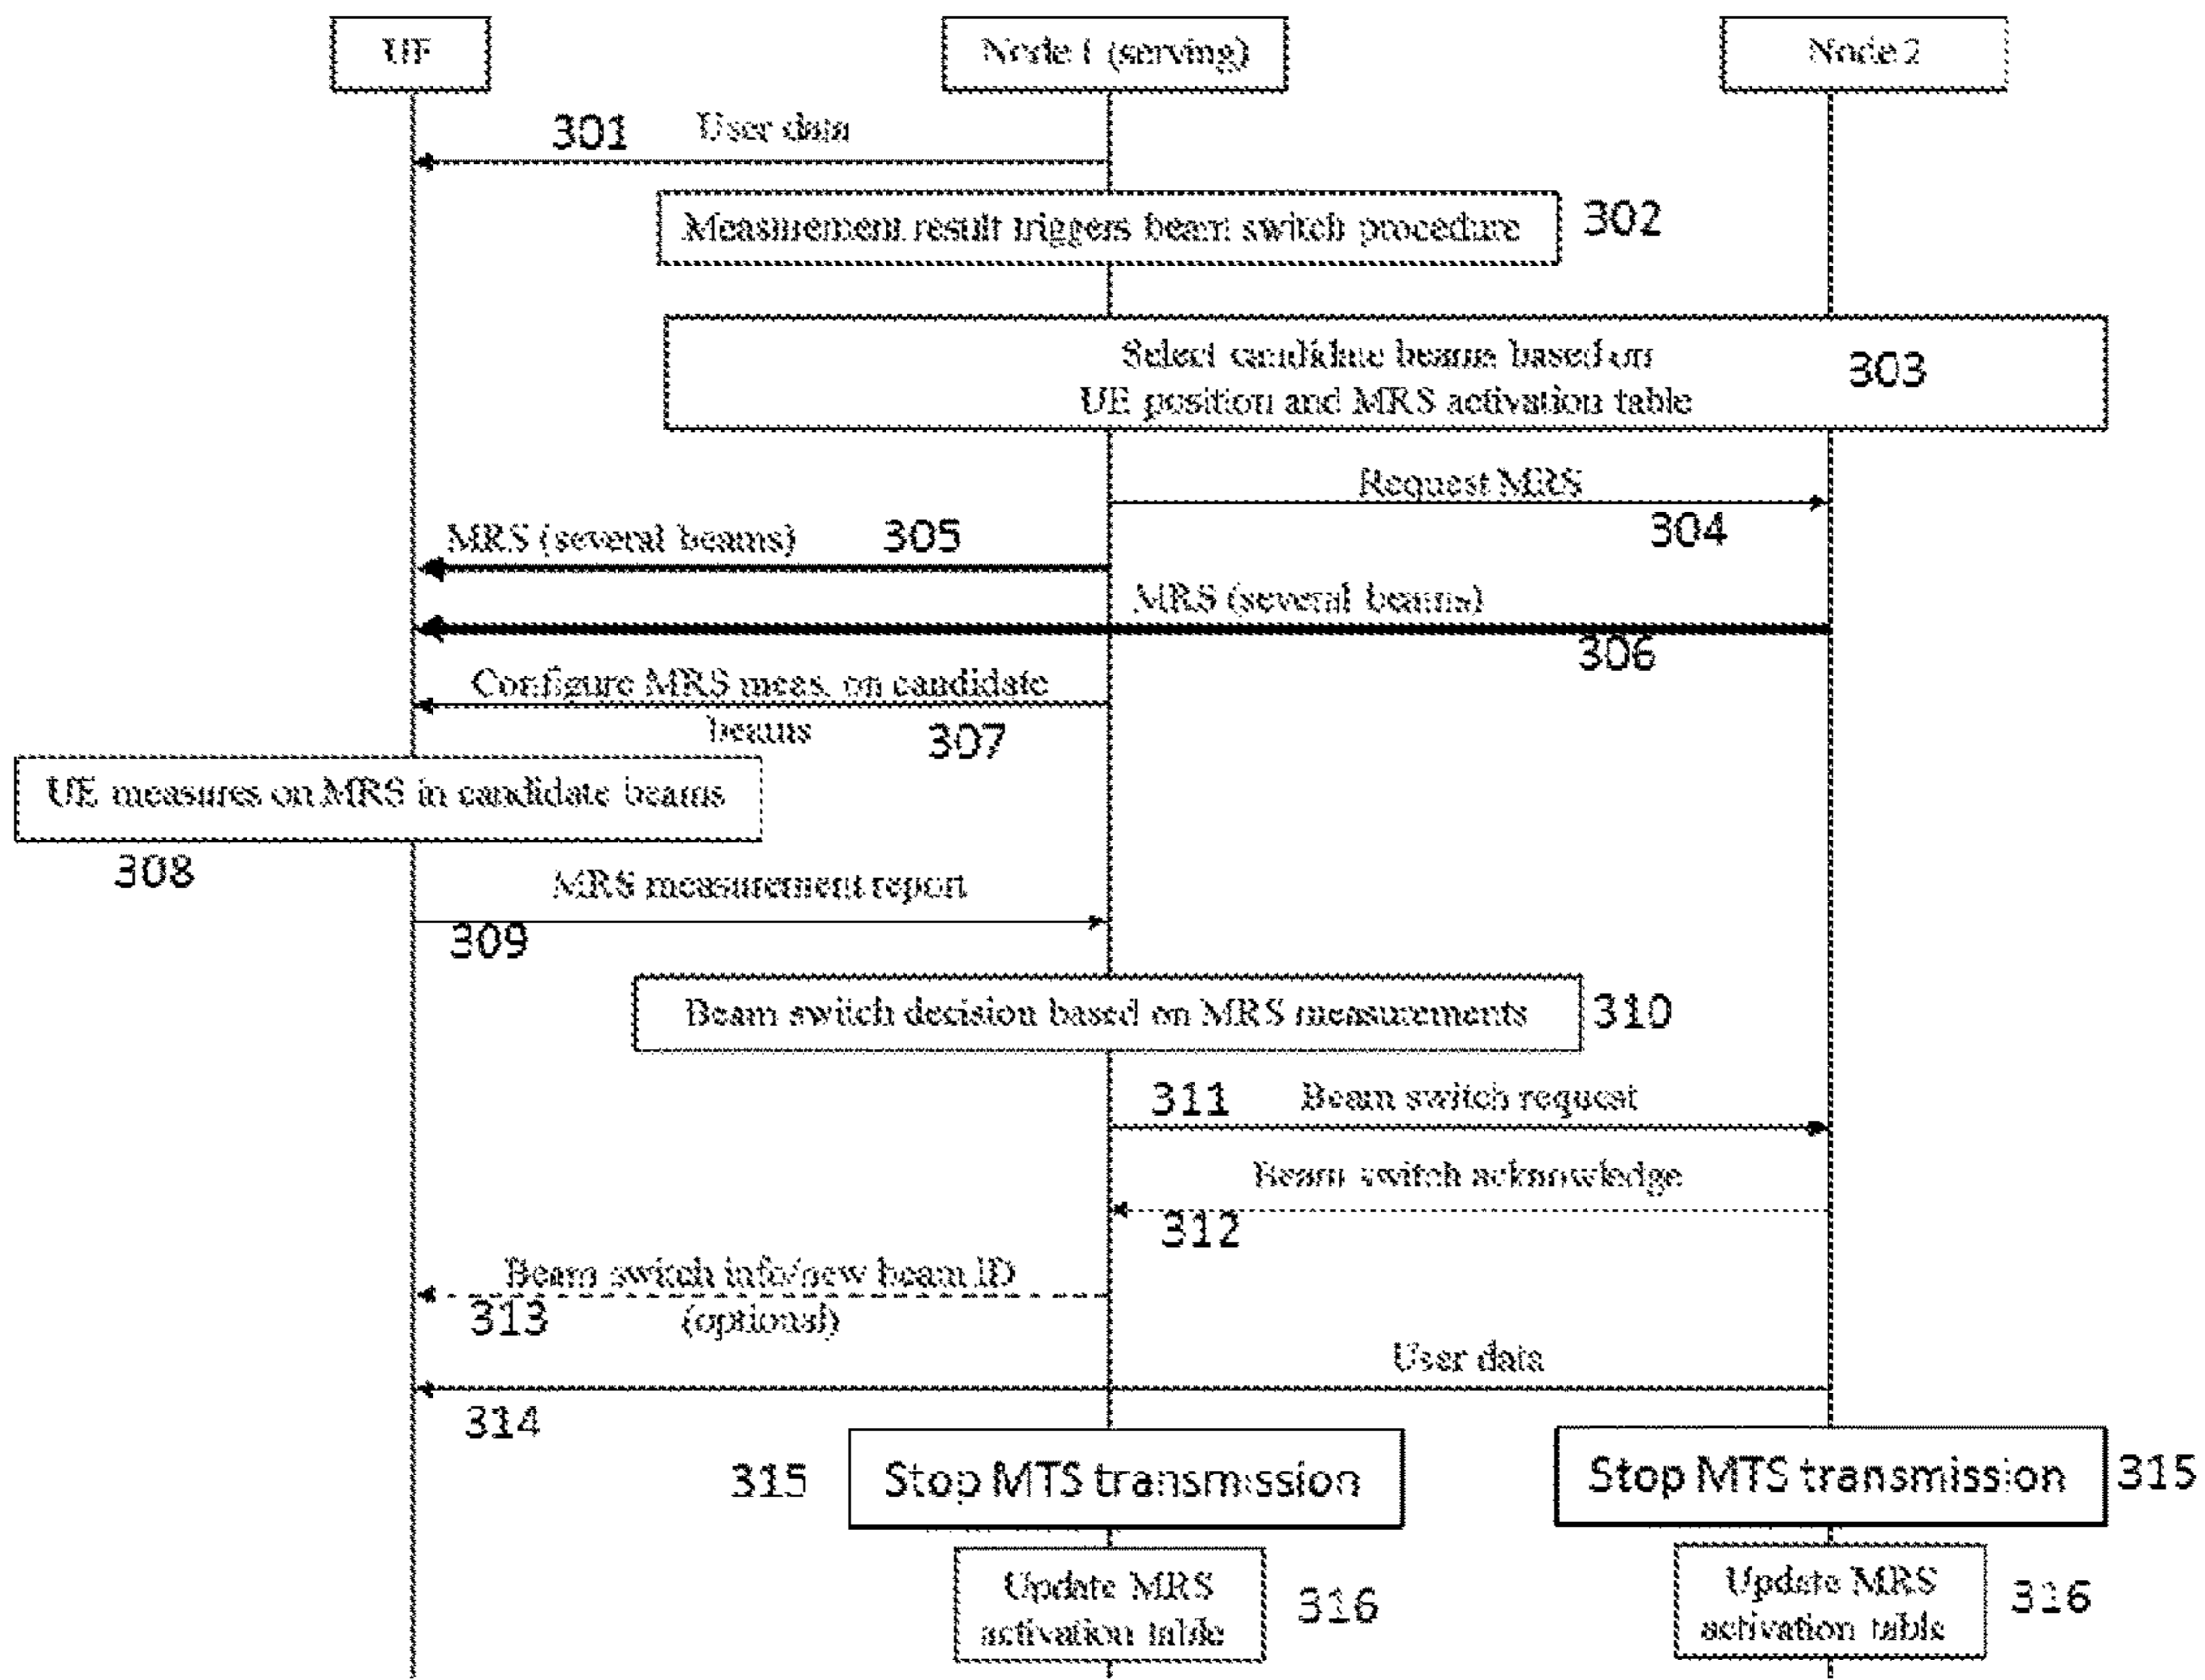 UE
Node 1 (serving)
Node 2
301
User data
Measurement result triggers beam switch procedure
302
Select candidate beams based on
303
UE position and MRS activation table
Request MRS
304
MRS (several beams)
305
MRS (several beams)
306
Configure MRS meas. on candidate
beams
307
UE measures on MRS in candidate beams
308
MRS measurement report
309
Beam switch decision based on MRS measurements
310
311
Beam switch request
Beam switch acknowledge
312
Beam switch info/new beam ID
313
(optional)
User data
314
315
Stop MTS transmission
Stop MTS transmission
315
Update MRS
activation table
316
Update MRS
activation table
316